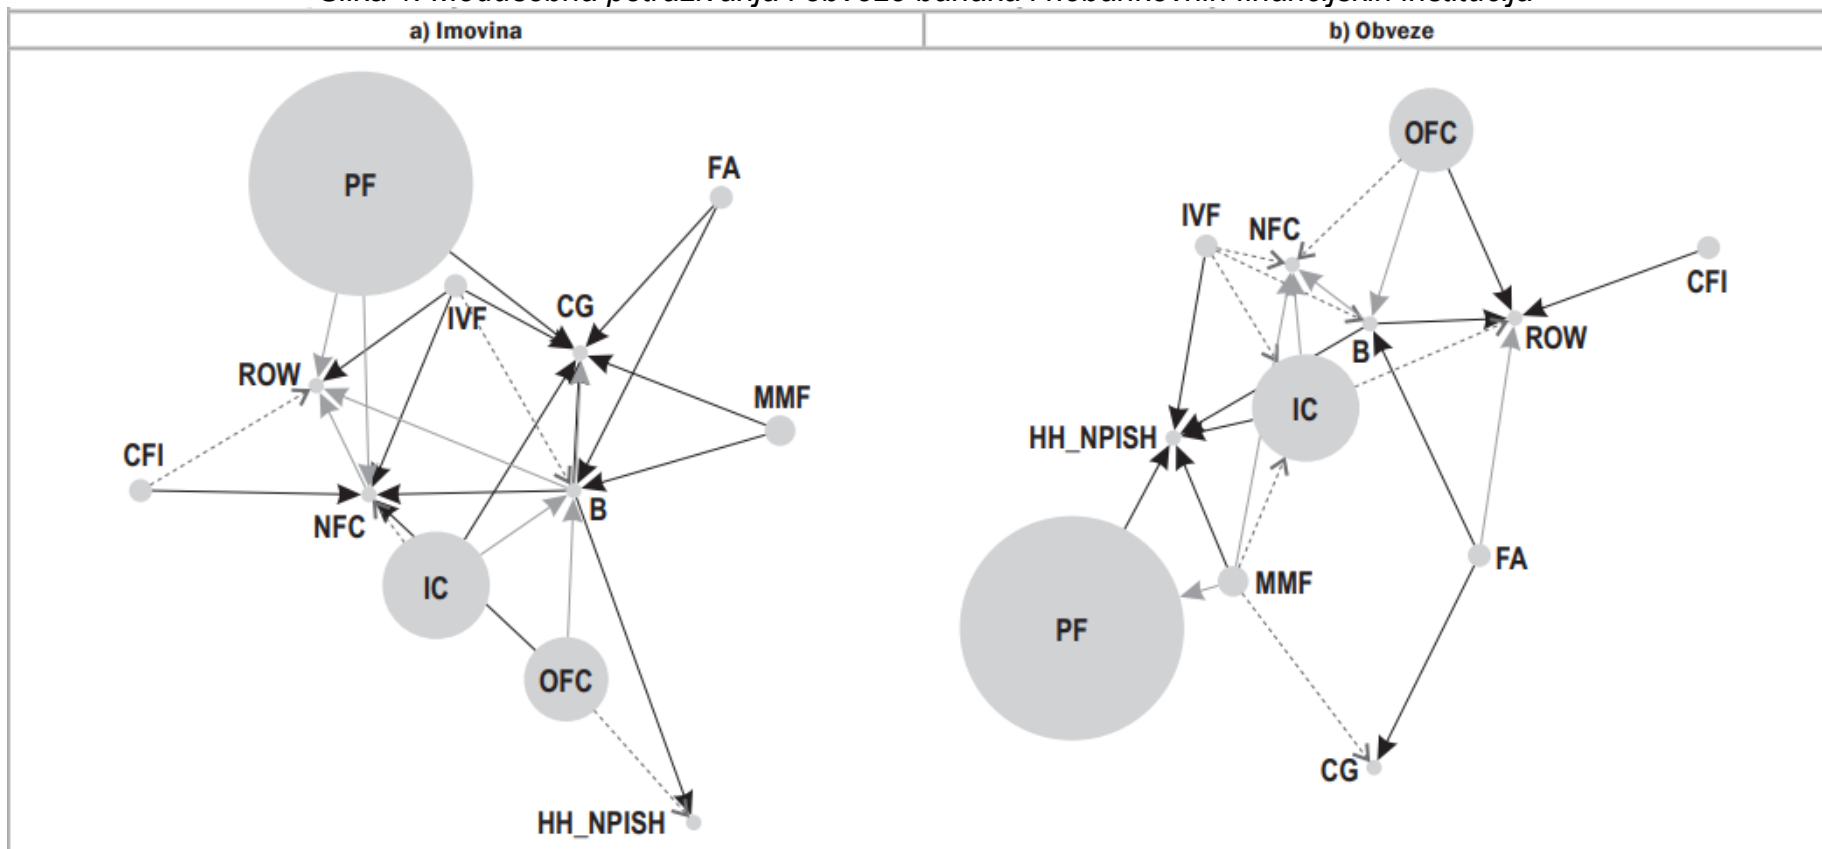 a) Imovina
b) Obveze
PF
FA
IVF
CG
ROW
MMF
CFI
NFC
B
IC
OFC
HH_NPISH
OFC
IVF
NFC
CFI
ROW
B
IC
HH_NPISH
FA
MMF
PF
CG